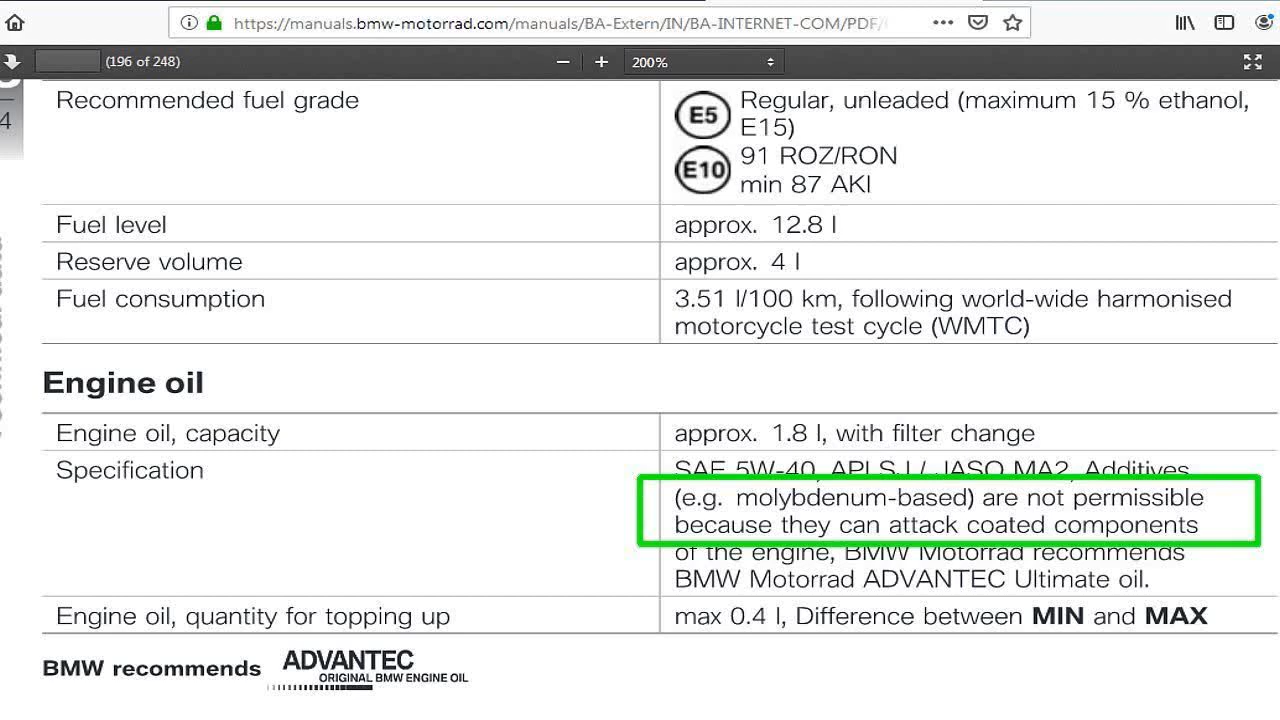 https://manuals.bmw-motorrad.com/manuals/BA-Extern/IN/BA-INTERNET-COM/PDF/
(196 of 248)
200%
4
Recommended fuel grade
E5
Regular, unleaded (maximum 15 % ethanol,
E15)
E10
91 ROZ/RON
min 87 AKI
Fuel level
approx. 12.8 l
Reserve volume
approx. 4 l
Fuel consumption
3.51 l/100 km, following world-wide harmonised
motorcycle test cycle (WMTC)
Engine oil
Engine oil, capacity
approx. 1.8 l, with filter change
Specification
SAE 5W-40, API SJ / JASO MA2, Additives
(e.g. molybdenum-based) are not permissible
because they can attack coated components
of the engine, BMW Motorrad recommends
BMW Motorrad ADVANTEC Ultimate oil.
Engine oil, quantity for topping up
max 0.4 l, Difference between MIN and MAX
BMW recommends
ADVANTEC
ORIGINAL BMW ENGINE OIL